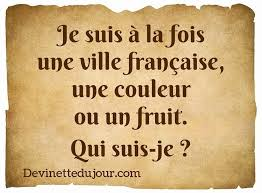 Je suis à la fois
une ville française,
une couleur
ou un fruit.
Qui suis-je ?
Devinettedujour.com